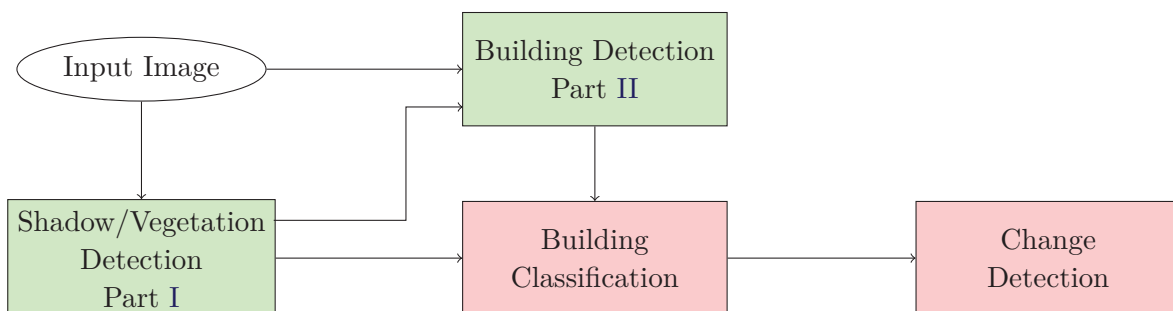 Input Image
Building Detection
Part II
Shadow/Vegetation
Detection
Part I
Building
Classification
Change
Detection